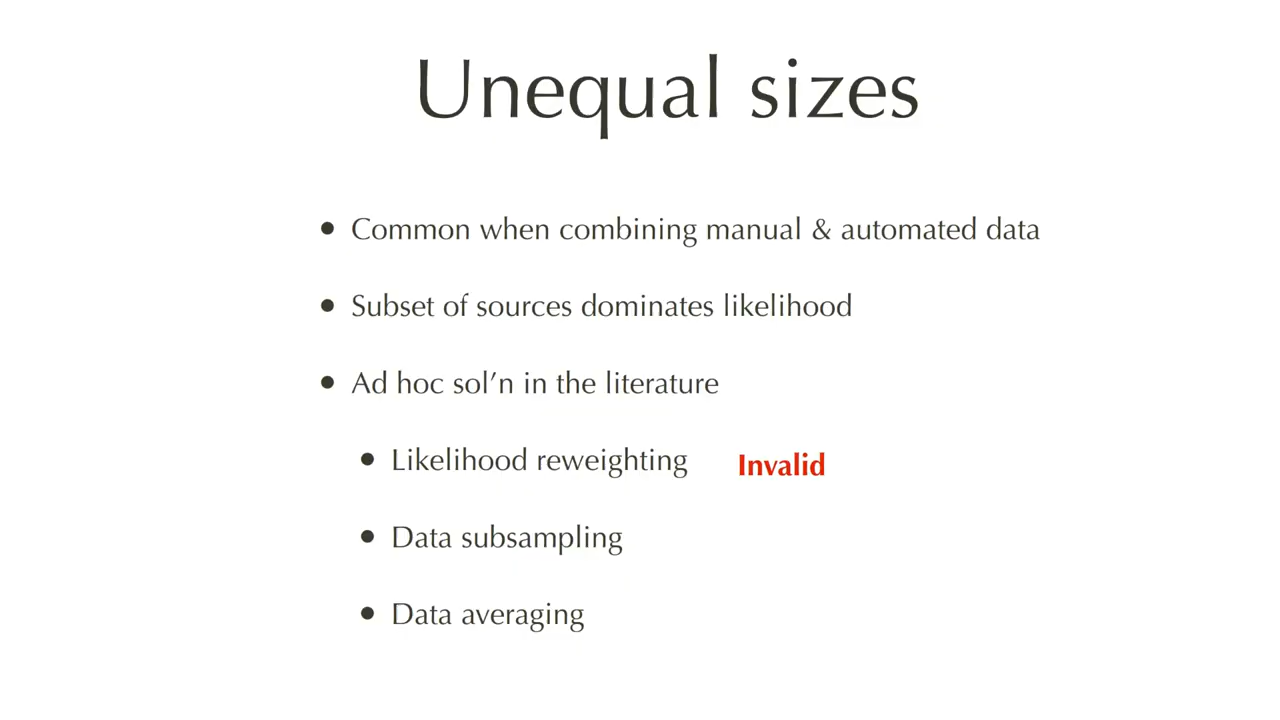 Unequal sizes
• Common when combining manual & automated data
• Subset of sources dominates likelihood
• Ad hoc sol’n in the literature
• Likelihood reweighting Invalid
• Data subsampling
• Data averaging